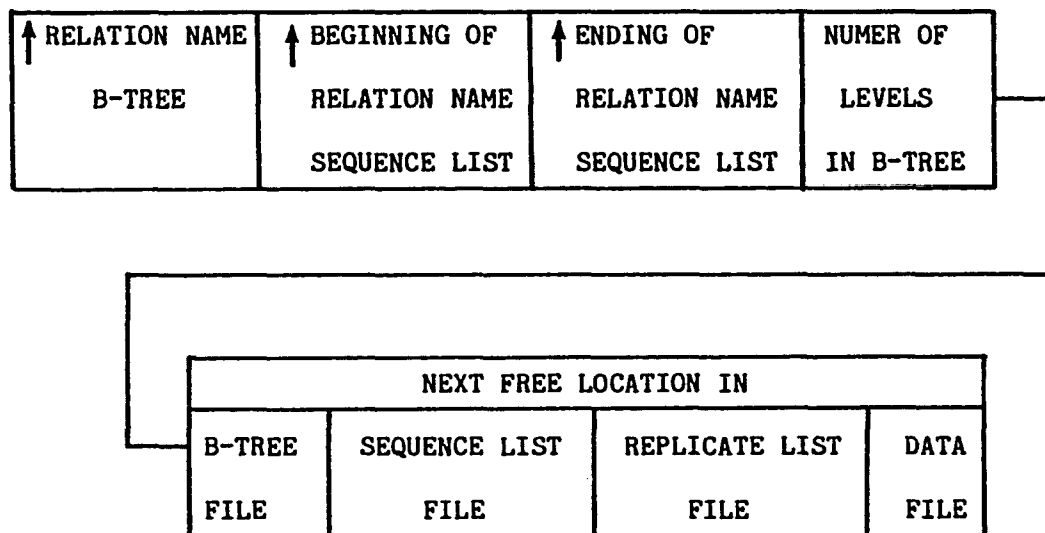 RELATION NAME
B-TREE
BEGINNING OF
RELATION NAME
SEQUENCE LIST
ENDING OF
RELATION NAME
SEQUENCE LIST
NUMER OF
LEVELS
IN B-TREE
NEXT FREE LOCATION IN
B-TREE
FILE
SEQUENCE LIST
FILE
REPLICATE LIST
FILE
DATA
FILE